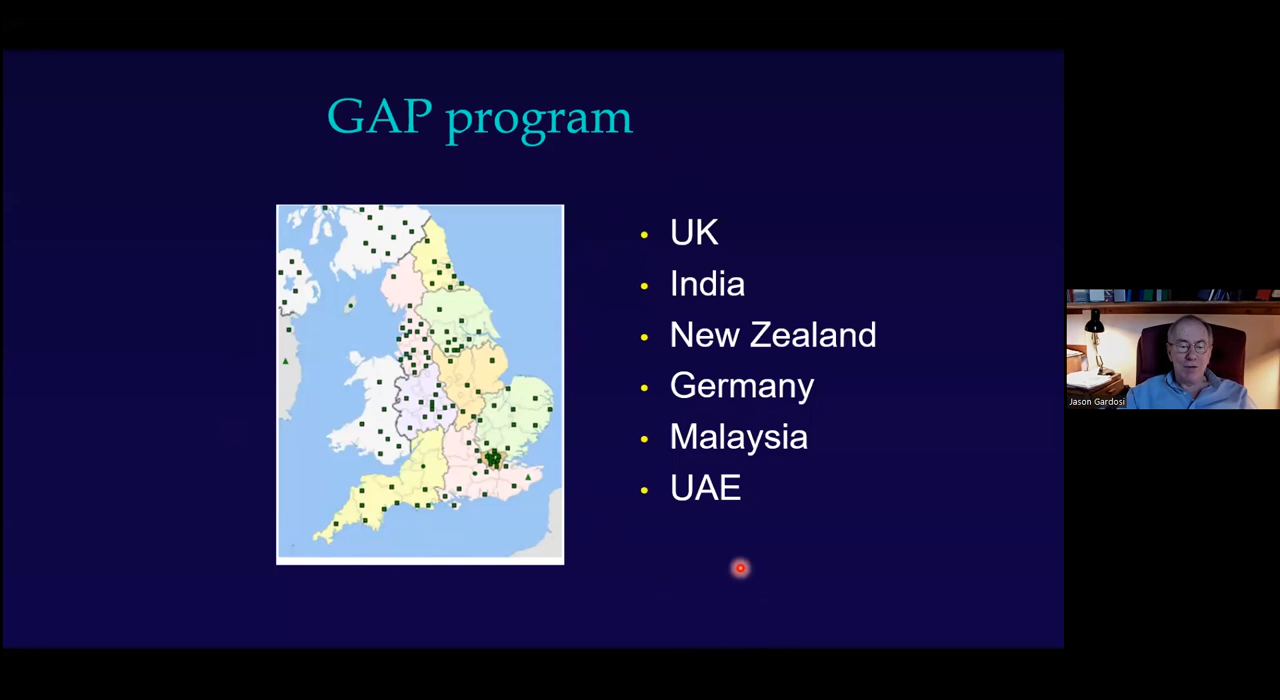 GAP program
UK
India
New Zealand
Germany
Malaysia
UAE
Jason Gardosi